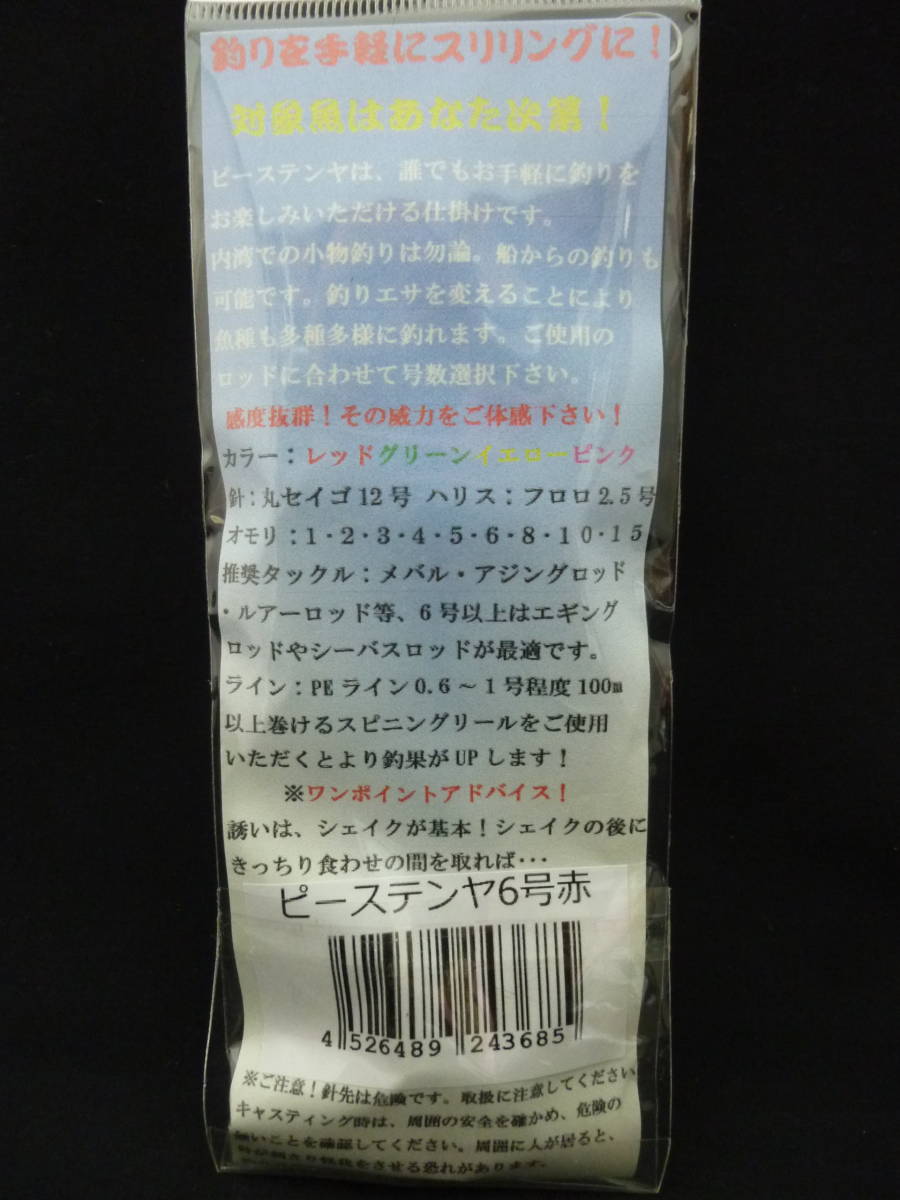 釣りを手軽にスリリングに!
対象魚はあなた次第!
ピーステンヤは、誰でもお手軽に釣りを
お楽しみいただける仕掛けです。
内湾での小物釣りは勿論。船からの釣りも
可能です。釣りエサを変えることにより
魚種も多種多様に釣れます。ご使用の
ロッドに合わせて号数選択下さい。
感度抜群!その威力をご体感下さい!
カラー:レッドグリーンイエローピンク
針:丸セイゴ12号 ハリス:フロロ2.5号
オモリ:1・2・3・4・5・6・8・10・15
推奨タックル:メバル・アジングロッド
・ルアーロッド等、6号以上はエギング
ロッドやシーバスロッドが最適です。
ライン:PEライン0.6~1号程度100m
以上巻けるスピニングリールをご使用
いただくとより釣果がUPします!
※ワンポイントアドバイス!
誘いは、シェイクが基本!シェイクの後に
きっちり食わせの間を取れば・・・
ピーステンヤ6号赤
4 526489 243685
※ご注意!針先は危険です。取扱に注意してください
キャスティング時は、周囲の安全を確かめ、危険の
無いことを確認してください。周囲に人が居ると、
針が刺さり怪我をさせる恐れがあります。